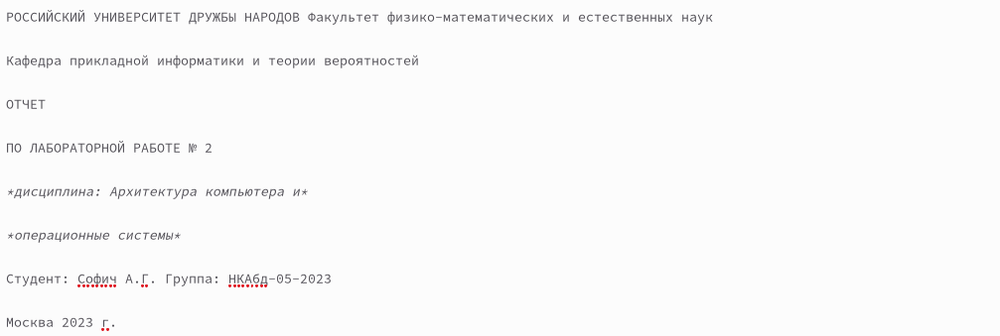 РОССИЙСКИЙ УНИВЕРСИТЕТ ДРУЖБЫ НАРОДОВ Факультет физико-математических и естественных наук
Кафедра прикладной информатики и теории вероятностей
ОТЧЕТ
ПО ЛАБОРАТОРНОЙ РАБОТЕ № 2
*дисциплина: Архитектура компьютера и*
*операционные системы*
Студент: Софич А.Г. Группа: НКАбд-05-2023
Москва 2023 г.